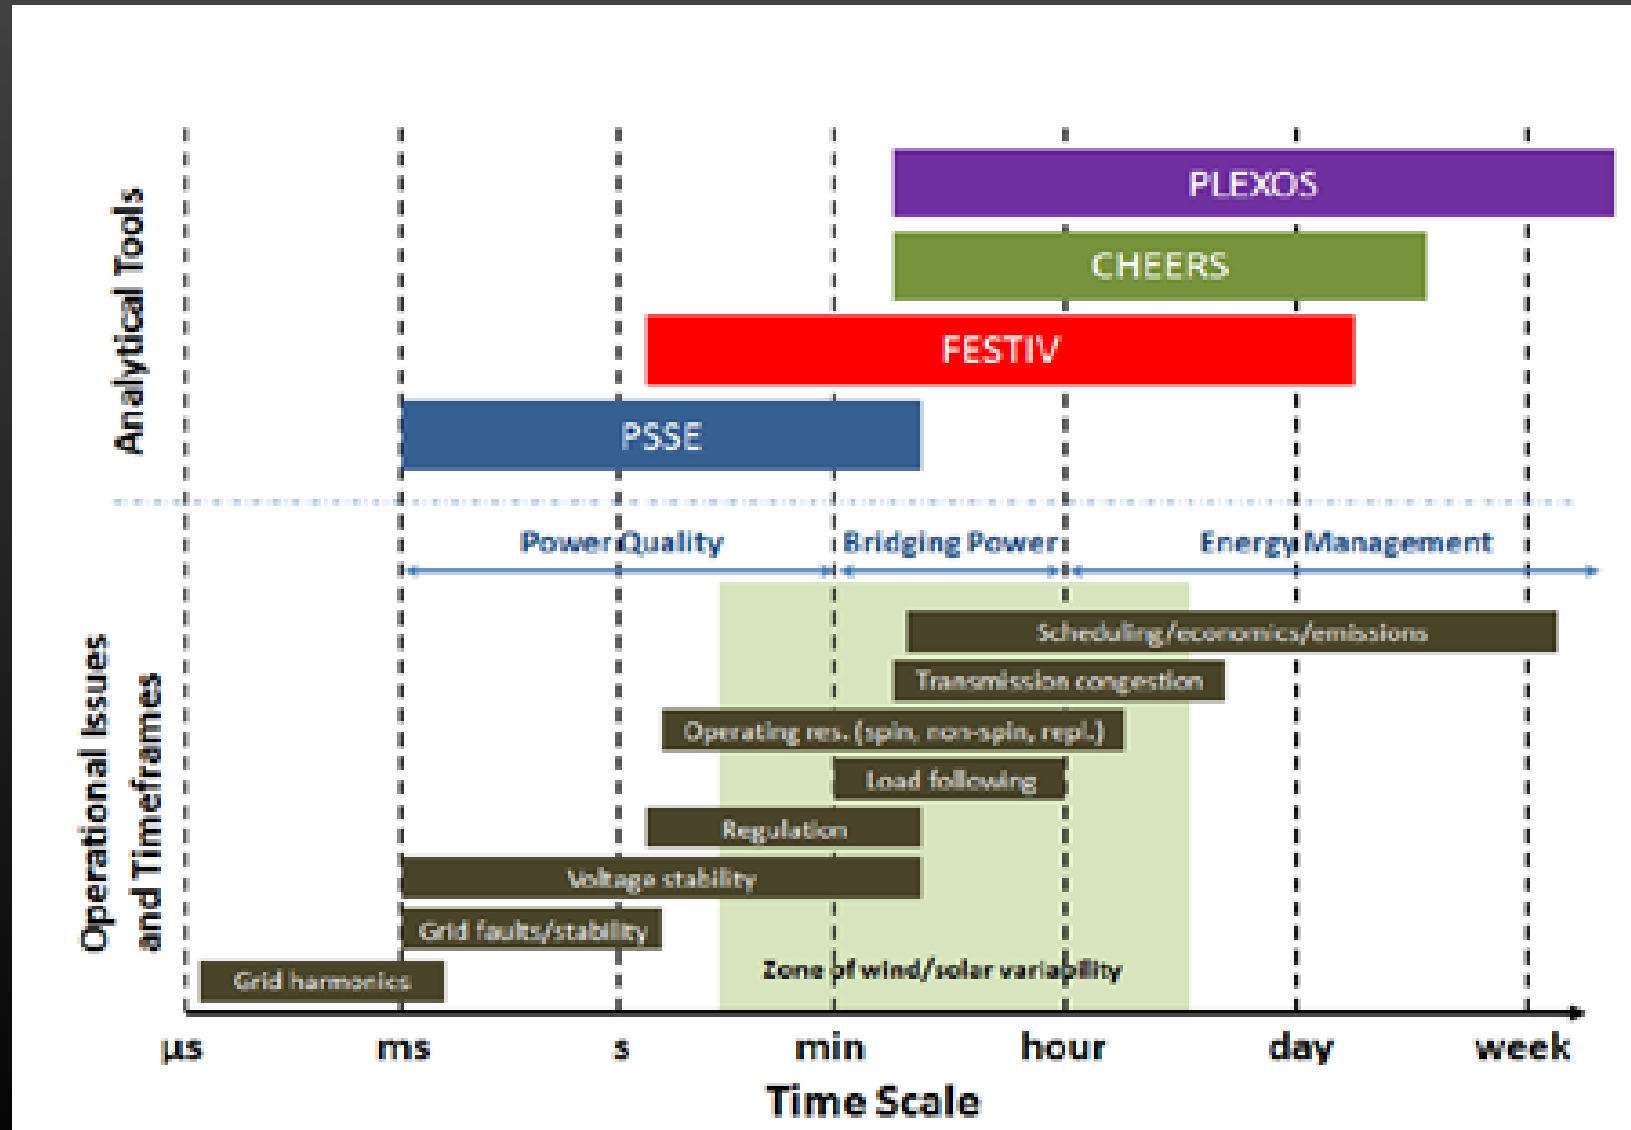 Analytical Tools
PLEXOS
CHEERS
FESTIV
PSSE
Power Quality
Bridging Power
Energy Management
Operational Issues
and Timeframes
Scheduling/economics/emissions
Transmission congestion
Operating res. (spin, non-spin, repl.)
Load following
Regulation
Voltage stability
Grid faults/stability
Grid harmonics
Zone of wind/solar variability
µs ms s min hour day week
Time Scale